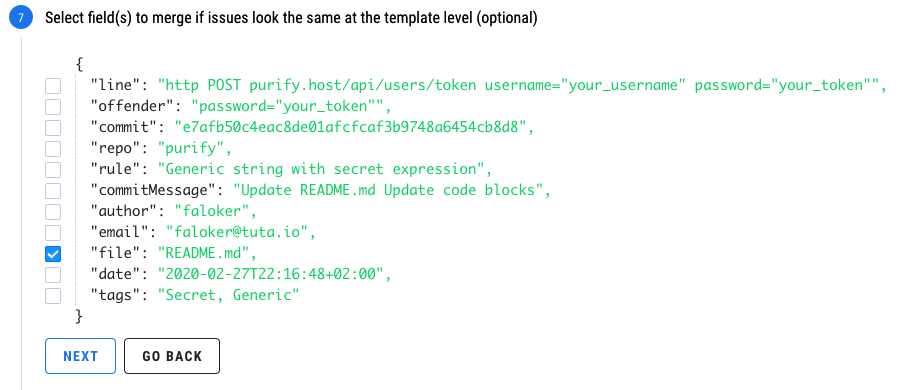 7 Select field(s) to merge if issues look the same at the template level (optional)
{
"line": "http POST purify.host/api/users/token username="your_username" password="your_token"",
"offender": "password="your_token"",
"commit": "e7afb50c4eac8de01afcfcaf3b9748a6454cb8d8",
"repo": "purify",
"rule": "Generic string with secret expression",
"commitMessage": "Update README.md Update code blocks",
"author": "faloker",
"email": "faloker@tuta.io",
"file": "README.md",
"date": "2020-02-27T22:16:48+02:00",
"tags": "Secret, Generic"
}
NEXT GO BACK